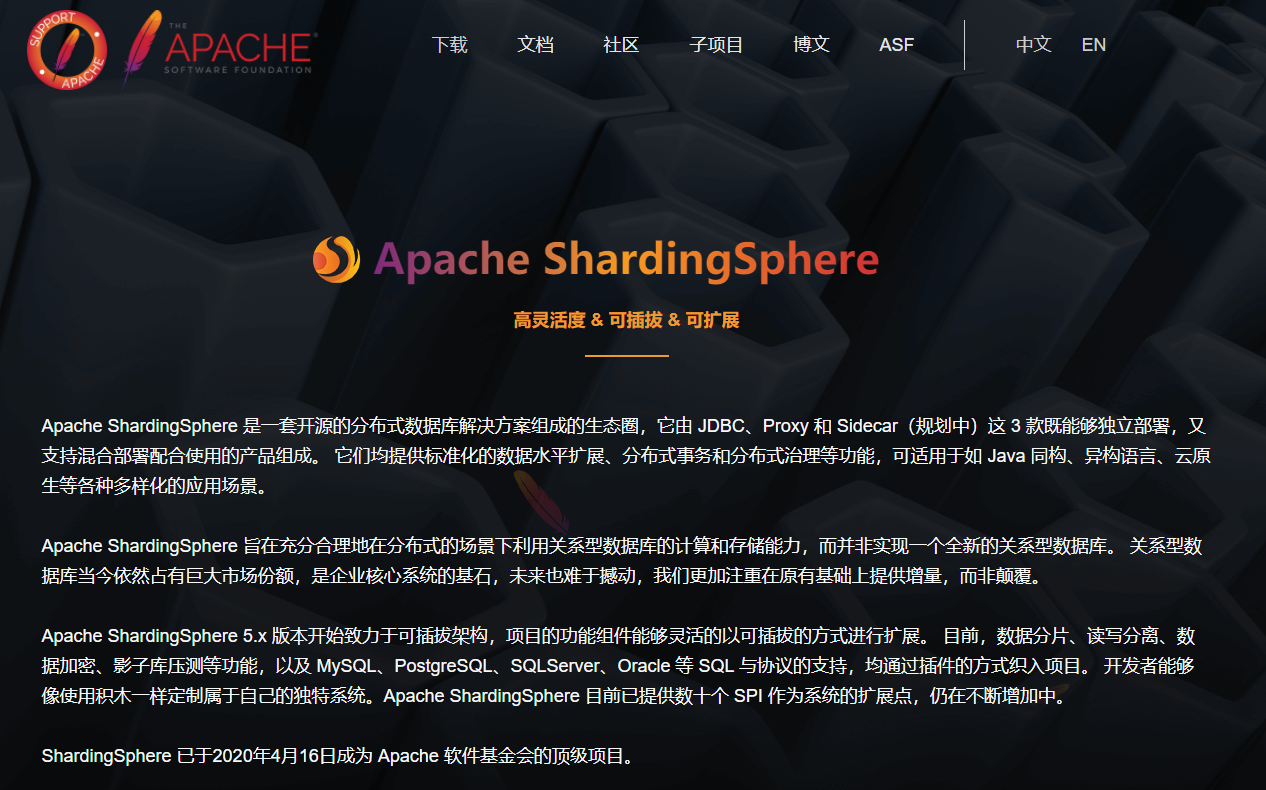 SUPPORT
APACHE
THE
APACHE®
SOFTWARE FOUNDATION
下载 文档 社区 子项目 博文 ASF 中文 EN
Apache ShardingSphere
高灵活度 & 可插拔 & 可扩展
Apache ShardingSphere 是一套开源的分布式数据库解决方案组成的生态圈，它由 JDBC、Proxy 和 Sidecar（规划中）这 3 款既能够独立部署，又
支持混合部署配合使用的产品组成。 它们均提供标准化的数据水平扩展、分布式事务和分布式治理等功能，可适用于如 Java 同构、异构语言、云原
生等各种多样化的应用场景。
Apache ShardingSphere 旨在充分合理地在分布式的场景下利用关系型数据库的计算和存储能力，而并非实现一个全新的关系型数据库。 关系型数
据库当今依然占有巨大市场份额，是企业核心系统的基石，未来也难于撼动，我们更加注重在原有基础上提供增量，而非颠覆。
Apache ShardingSphere 5.x 版本开始致力于可插拔架构，项目的功能组件能够灵活的以可插拔的方式进行扩展。 目前，数据分片、读写分离、数
据加密、影子库压测等功能，以及 MySQL、PostgreSQL、SQLServer、Oracle 等 SQL 与协议的支持，均通过插件的方式织入项目。 开发者能够
像使用积木一样定制属于自己的独特系统。Apache ShardingSphere 目前已提供数十个 SPI 作为系统的扩展点，仍在不断增加中。
ShardingSphere 已于2020年4月16日成为 Apache 软件基金会的顶级项目。